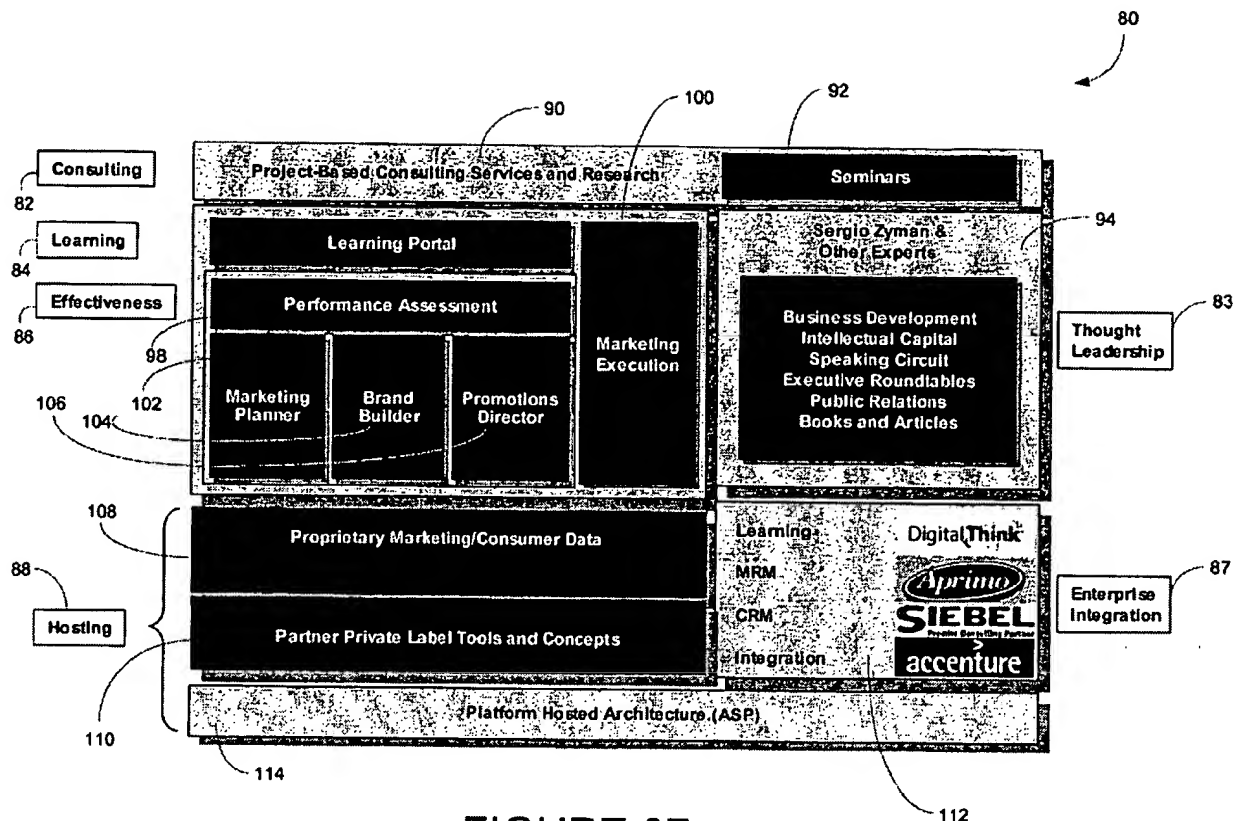 80
90
100
92
Consulting
82
Project-Based Consulting Services and Research
Seminars
Learning
84
Learning Portal
Sergio Zyman &
Other Experts
94
Effectiveness
86
Performance Assessment
98
102
106
104
Marketing
Planner
Brand
Builder
Promotions
Director
Marketing
Execution
Business Development
Intellectual Capital
Speaking Circuit
Executive Roundtables
Public Relations
Books and Articles
83
Thought
Leadership
108
88
Hosting
110
Proprietary Marketing/Consumer Data
Partner Private Label Tools and Concepts
Learning
MRM
CRM
Integration
DigitalThink
Aprimo
SIEBEL
Premier Consulting Partner
accenture
87
Enterprise
Integration
Platform Hosted Architecture.(ASP)
114
112